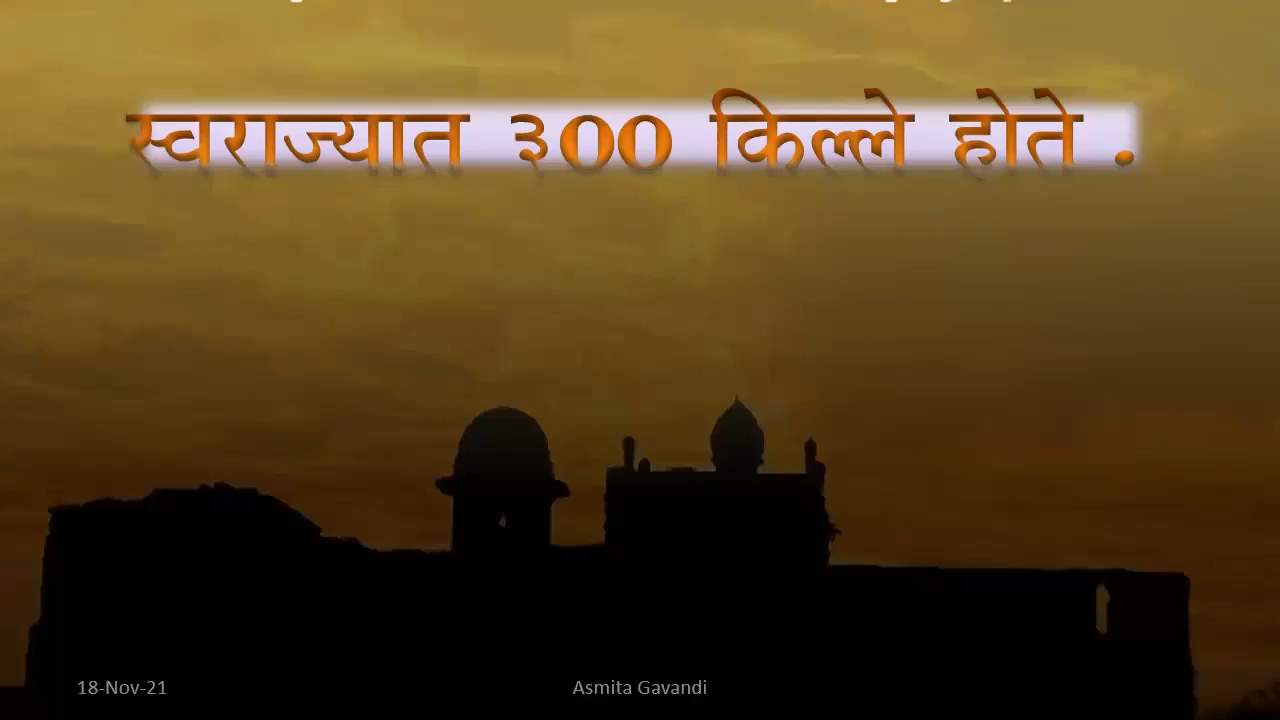 स्वराज्यात ३00 किल्ले होते .
18-Nov-21
Asmita Gavandi